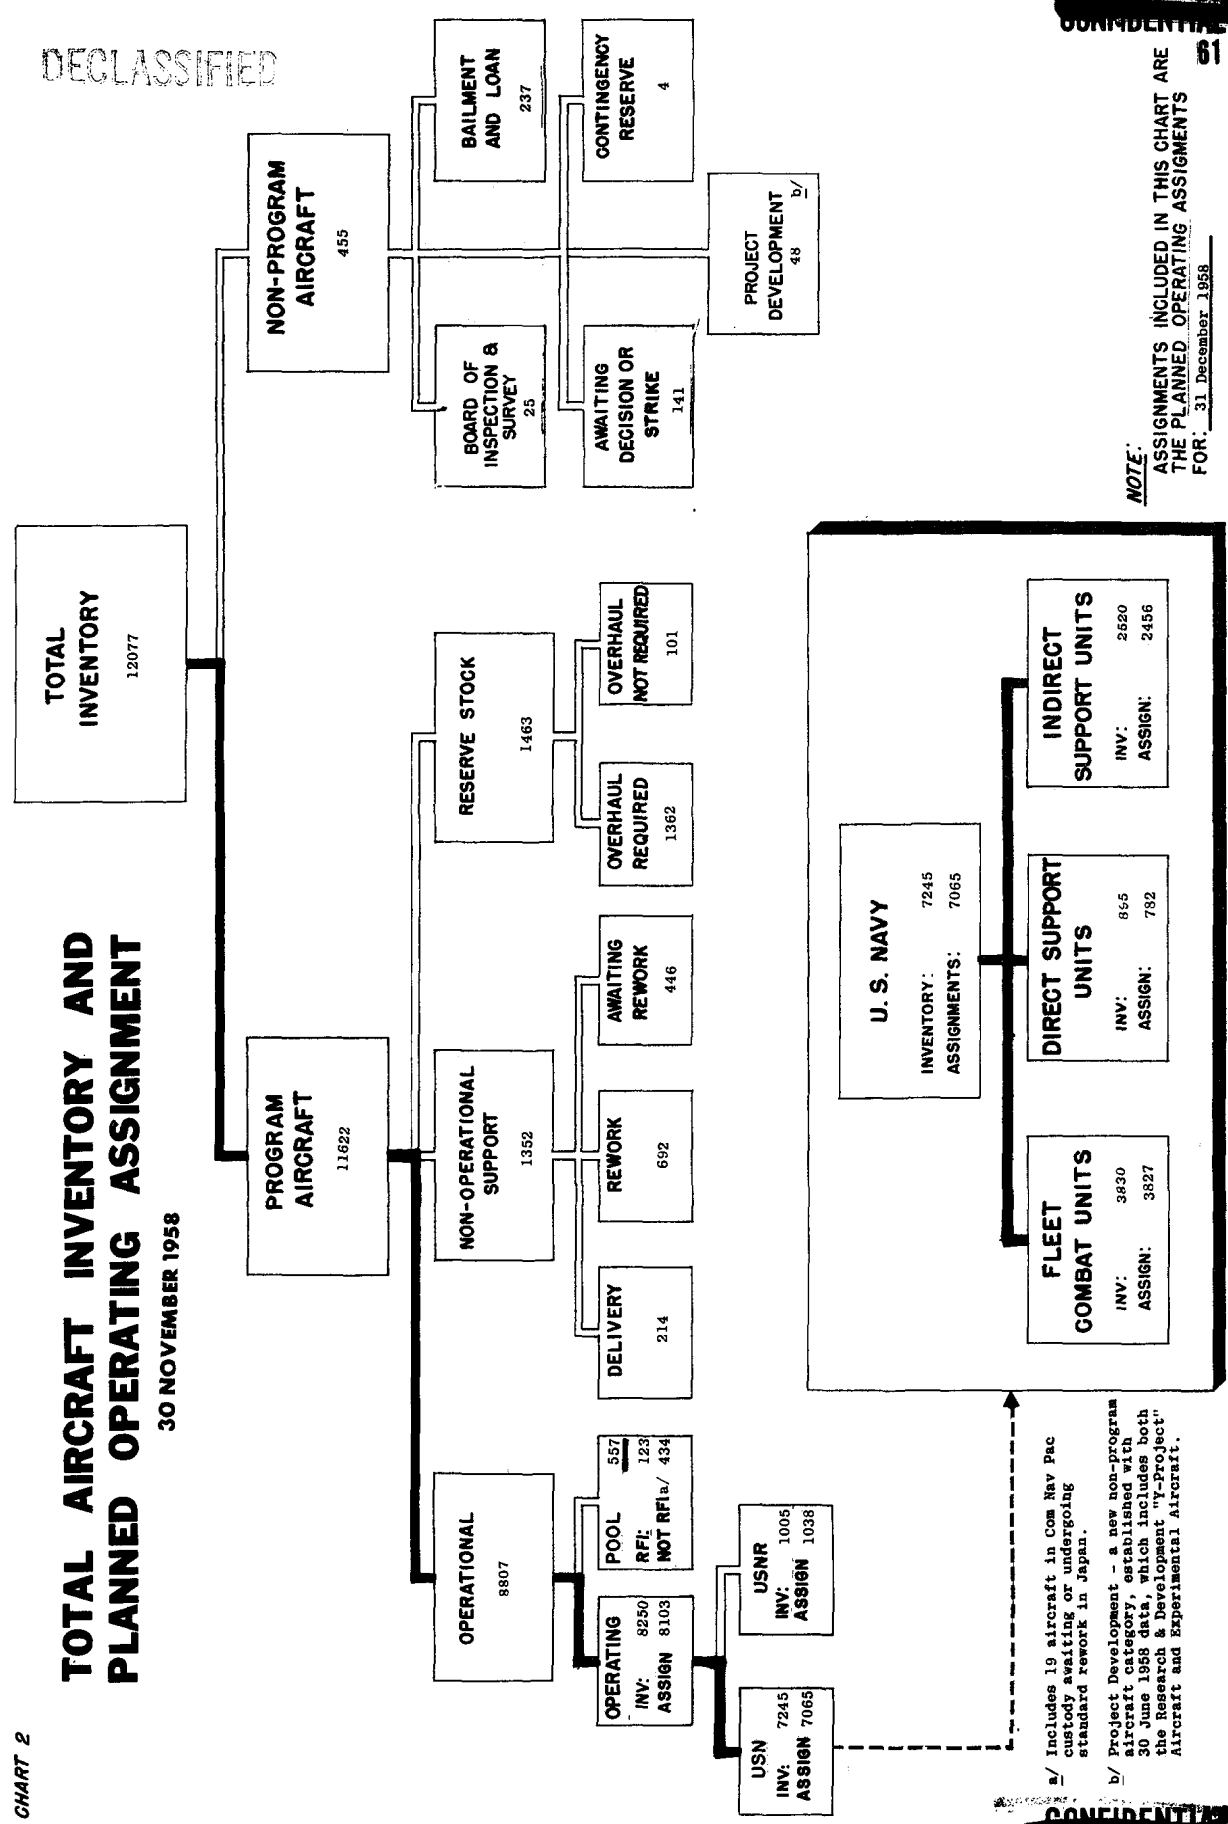 CHART 2
TOTAL AIRCRAFT INVENTORY AND
PLANNED OPERATING ASSIGNMENT
30 NOVEMBER 1958
DECLASSIFIED
TOTAL
INVENTORY
12077
PROGRAM
AIRCRAFT
11622
NON-PROGRAM
AIRCRAFT
455
OPERATIONAL
8807
NON-OPERATIONAL
SUPPORT
1352
RESERVE STOCK
1463
BOARD OF
INSPECTION &
SURVEY
25
BAILMENT
AND LOAN
237
AWAITING
DECISION OR
STRIKE
141
CONTINGENCY
RESERVE
4
PROJECT
DEVELOPMENT
48 b/
OPERATING
INV: 8250
ASSIGN 8103
POOL 557
RFI: 123
NOT RFI a/ 434
DELIVERY
214
REWORK
692
AWAITING
REWORK
446
OVERHAUL
REQUIRED
1362
OVERHAUL
NOT REQUIRED
101
USN
INV: 7245
ASSIGN 7065
USNR
INV: 1005
ASSIGN 1038
U. S. NAVY
INVENTORY: 7245
ASSIGNMENTS: 7065
FLEET
COMBAT UNITS
INV: 3830
ASSIGN: 3827
DIRECT SUPPORT
UNITS
INV: 895
ASSIGN: 782
INDIRECT
SUPPORT UNITS
INV: 2520
ASSIGN: 2456
a/ Includes 19 aircraft in Com Nav Pac
custody awaiting or undergoing
standard rework in Japan.
b/ Project Development - a new non-program
aircraft category, established with
30 June 1958 data, which includes both
the Research & Development "Y-Project"
Aircraft and Experimental Aircraft.
NOTE:
ASSIGNMENTS INCLUDED IN THIS CHART ARE
THE PLANNED OPERATING ASSIGMENTS
FOR: 31 December 1958
CONFIDENTIAL
CONFIDENTIAL
61